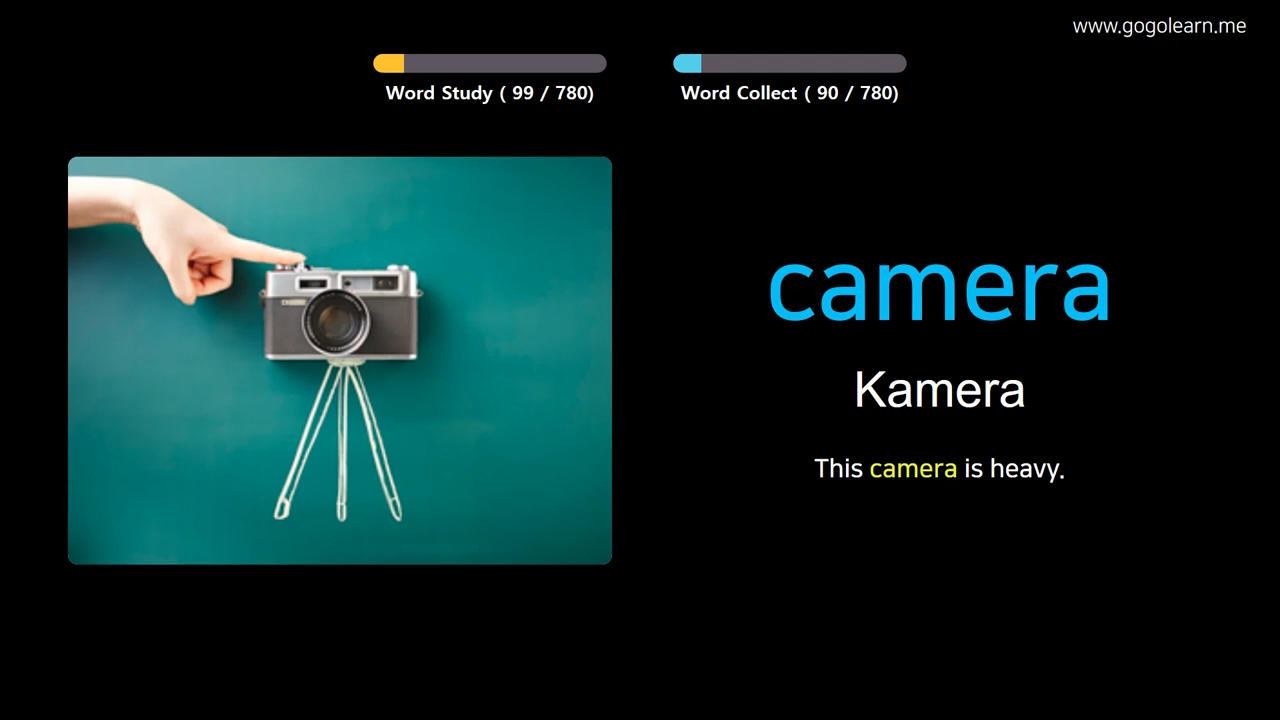 www.gogolearn.me
Word Study ( 99 / 780)
Word Collect ( 90 / 780)
camera
Kamera
This camera is heavy.